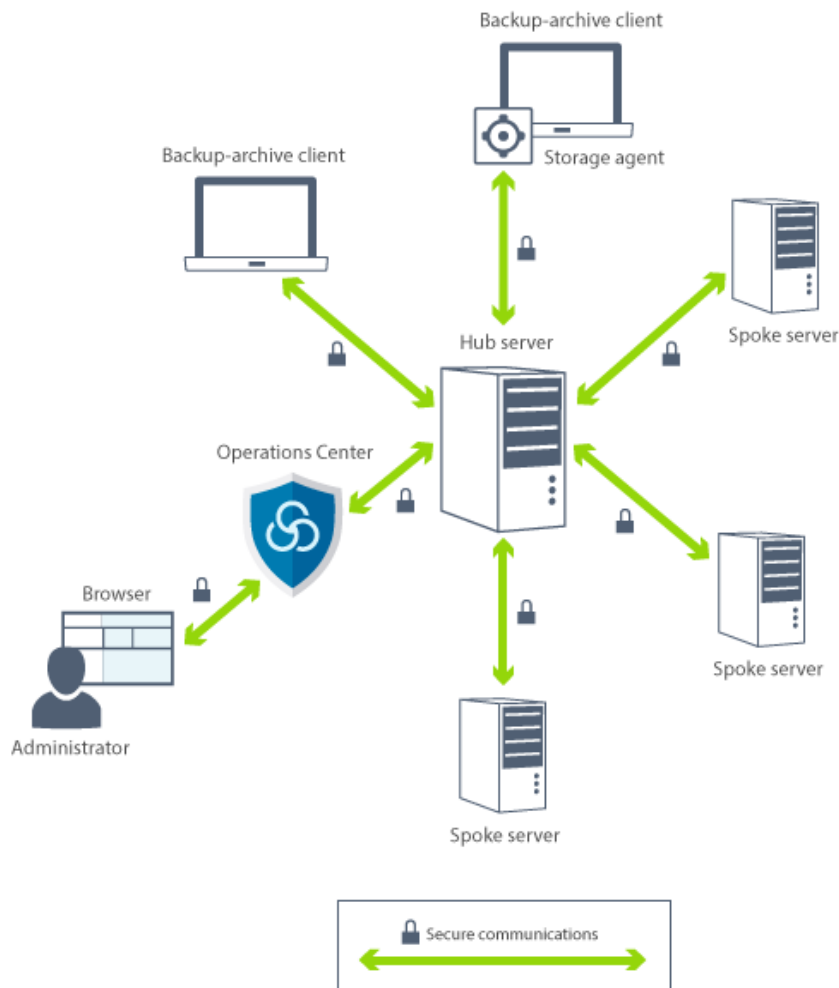 Backup-archive client
Storage agent
Backup-archive client
Spoke server
Hub server
Operations Center
Browser
Spoke server
Administrator
Spoke server
Secure communications